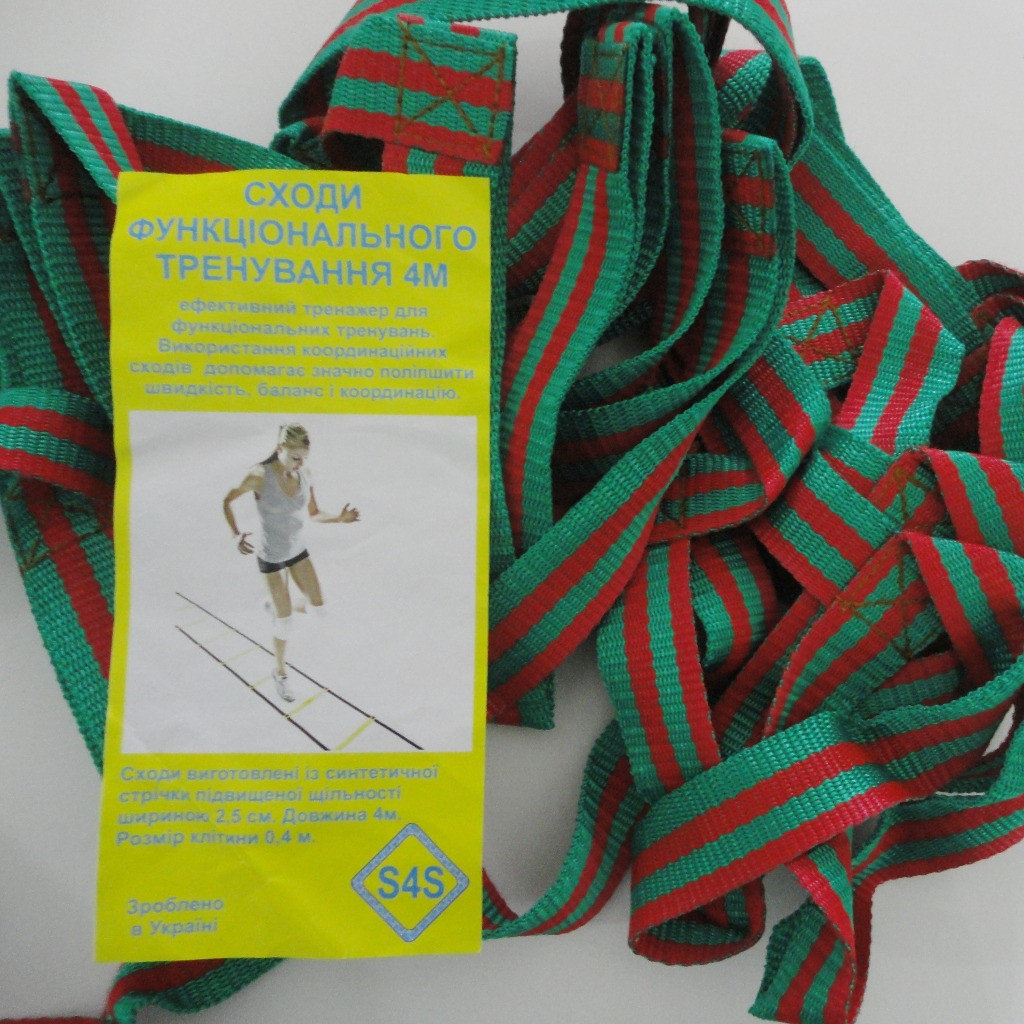 СХОДИ
ФУНКЦІОНАЛЬНОГО
ТРЕНУВАННЯ 4М
ефективний тренажер для
функціональних тренувань.
Використання координаційних
сходів допомагає значно поліпшити
швидкість, баланс і координацію.
Сходи виготовлені із синтетичної
стрічки підвищеної щільності
шириною 2,5 см. Довжина 4м.
Розмір клітини 0,4 м.
S4S
Зроблено
в Україні